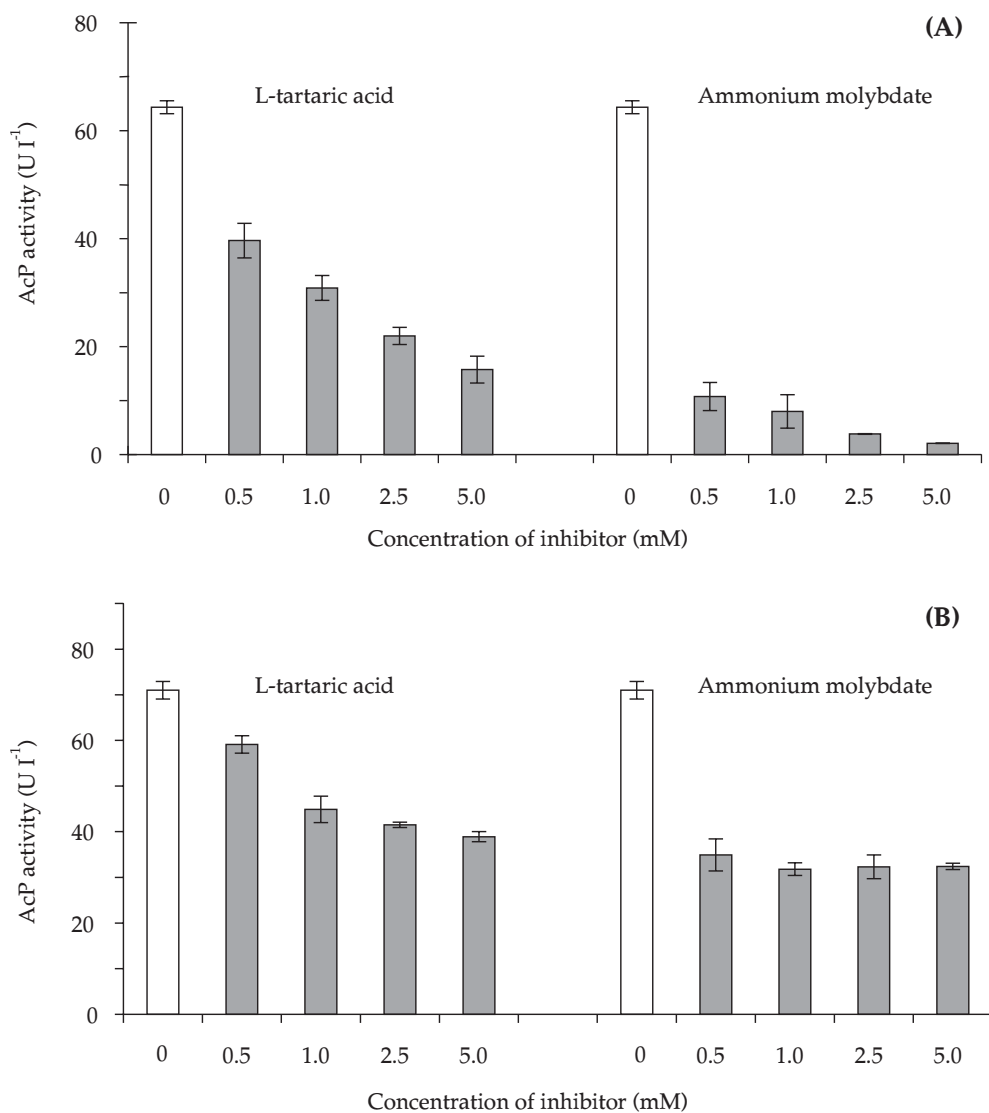 (A)
80
60
40
20
0
AcP activity (U l⁻¹)
L-tartaric acid
Ammonium molybdate
0 0.5 1.0 2.5 5.0 0 0.5 1.0 2.5 5.0
Concentration of inhibitor (mM)
(B)
80
60
40
20
0
AcP activity (U l⁻¹)
L-tartaric acid
Ammonium molybdate
0 0.5 1.0 2.5 5.0 0 0.5 1.0 2.5 5.0
Concentration of inhibitor (mM)